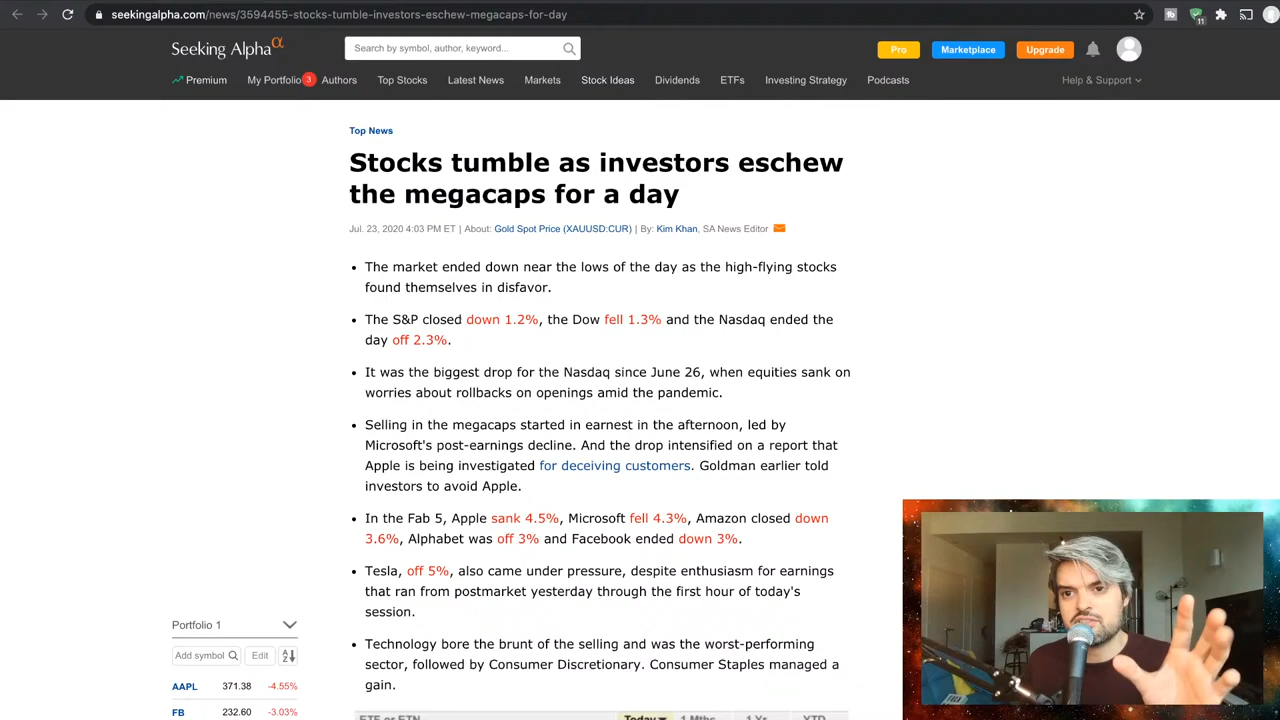 seekingalpha.com/news/3594455-stocks-tumble-investors-eschew-megacaps-for-day
11
Seeking Alpha α
Search by symbol, author, keyword...
Pro
Marketplace
Upgrade
Premium
My Portfolio 3
Authors
Top Stocks
Latest News
Markets
Stock Ideas
Dividends
ETFs
Investing Strategy
Podcasts
Help & Support
Top News
Stocks tumble as investors eschew
the megacaps for a day
Jul. 23, 2020 4:03 PM ET | About: Gold Spot Price (XAUUSD:CUR) | By: Kim Khan, SA News Editor
• The market ended down near the lows of the day as the high-flying stocks
found themselves in disfavor.
• The S&P closed down 1.2%, the Dow fell 1.3% and the Nasdaq ended the
day off 2.3%.
• It was the biggest drop for the Nasdaq since June 26, when equities sank on
worries about rollbacks on openings amid the pandemic.
• Selling in the megacaps started in earnest in the afternoon, led by
Microsoft's post-earnings decline. And the drop intensified on a report that
Apple is being investigated for deceiving customers. Goldman earlier told
investors to avoid Apple.
• In the Fab 5, Apple sank 4.5%, Microsoft fell 4.3%, Amazon closed down
3.6%, Alphabet was off 3% and Facebook ended down 3%.
• Tesla, off 5%, also came under pressure, despite enthusiasm for earnings
that ran from postmarket yesterday through the first hour of today's
session.
• Technology bore the brunt of the selling and was the worst-performing
sector, followed by Consumer Discretionary. Consumer Staples managed a
gain.
Portfolio 1
Add symbol
Edit
A Z
AAPL 371.38 -4.55%
FB 232.60 -3.03%
ETF or ETN Today 1 Mths 1 Yr YTD